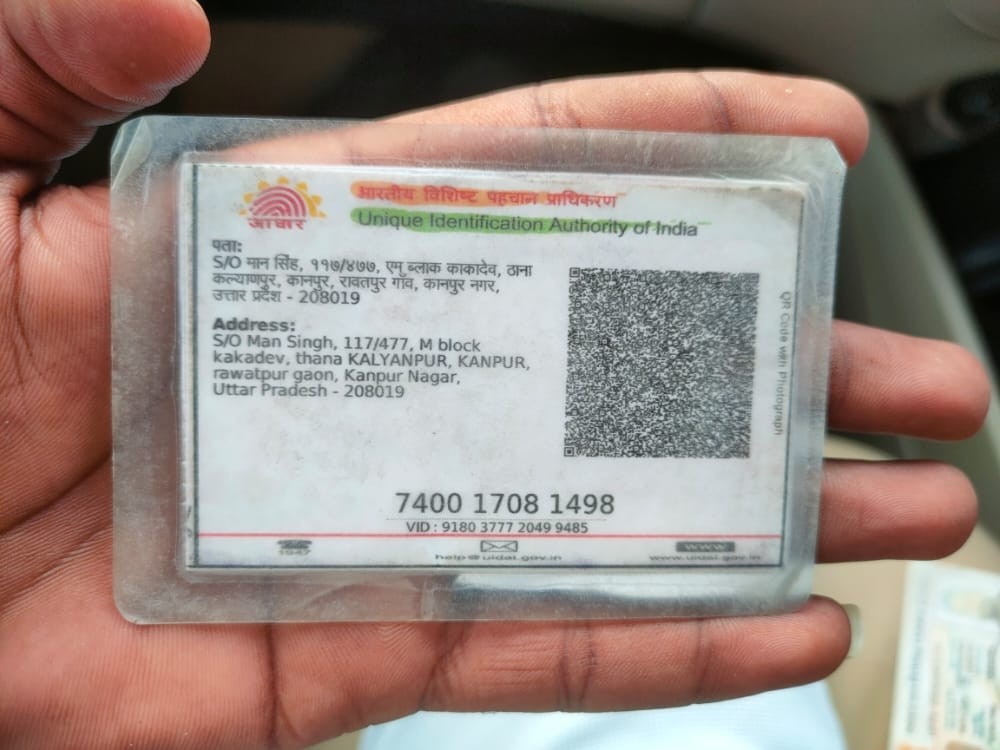 आधार
भारतीय विशिष्ट पहचान प्राधिकरण
Unique Identification Authority of India
पता:
S/O मान सिंह, ११७/४७७, एम् ब्लाक काकादेव, ठाना
कल्याणपुर, कानपुर, रावतपुर गाँव, कानपुर नगर,
उत्तार प्रदेश - 208019
Address:
S/O Man Singh, 117/477, M block
kakadev, thana KALYANPUR, KANPUR,
rawatpur gaon, Kanpur Nagar,
Uttar Pradesh - 208019
QR Code with Photograph
7400 1708 1498
VID : 9180 3777 2049 9485
1947
help@uidai.gov.in
www
www.uidai.gov.in